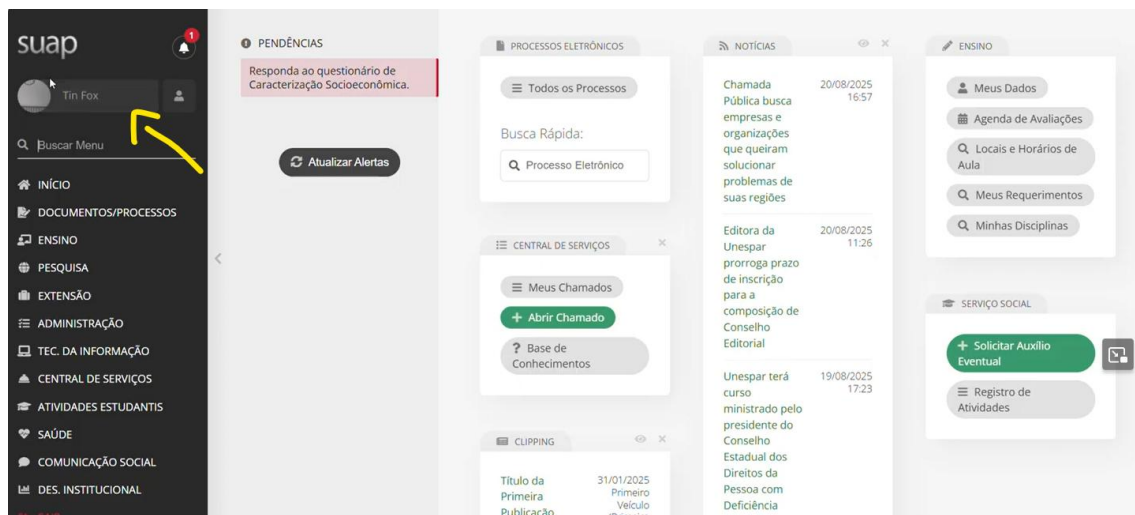 suap
1
Tin Fox
Buscar Menu
INÍCIO
DOCUMENTOS/PROCESSOS
ENSINO
PESQUISA
EXTENSÃO
ADMINISTRAÇÃO
TEC. DA INFORMAÇÃO
CENTRAL DE SERVIÇOS
ATIVIDADES ESTUDANTIS
SAÚDE
COMUNICAÇÃO SOCIAL
DES. INSTITUCIONAL
PENDÊNCIAS
Responda ao questionário de
Caracterização Socioeconômica.
Atualizar Alertas
PROCESSOS ELETRÔNICOS
Todos os Processos
Busca Rápida:
Processo Eletrônico
CENTRAL DE SERVIÇOS
Meus Chamados
Abrir Chamado
Base de
Conhecimentos
CLIPPING
Título da 31/01/2025
Primeira Primeiro
Publicação Veículo
NOTÍCIAS
Chamada 20/08/2025
Pública busca 16:57
empresas e
organizações
que queiram
solucionar
problemas de
suas regiões
Editora da 20/08/2025
Unespar 11:26
prorroga prazo
de inscrição
para a
composição de
Conselho
Editorial
Unespar terá 19/08/2025
curso 17:23
ministrado pelo
presidente do
Conselho
Estadual dos
Direitos da
Pessoa com
Deficiência
ENSINO
Meus Dados
Agenda de Avaliações
Locais e Horários de
Aula
Meus Requerimentos
Minhas Disciplinas
SERVIÇO SOCIAL
Solicitar Auxílio
Eventual
Registro de
Atividades